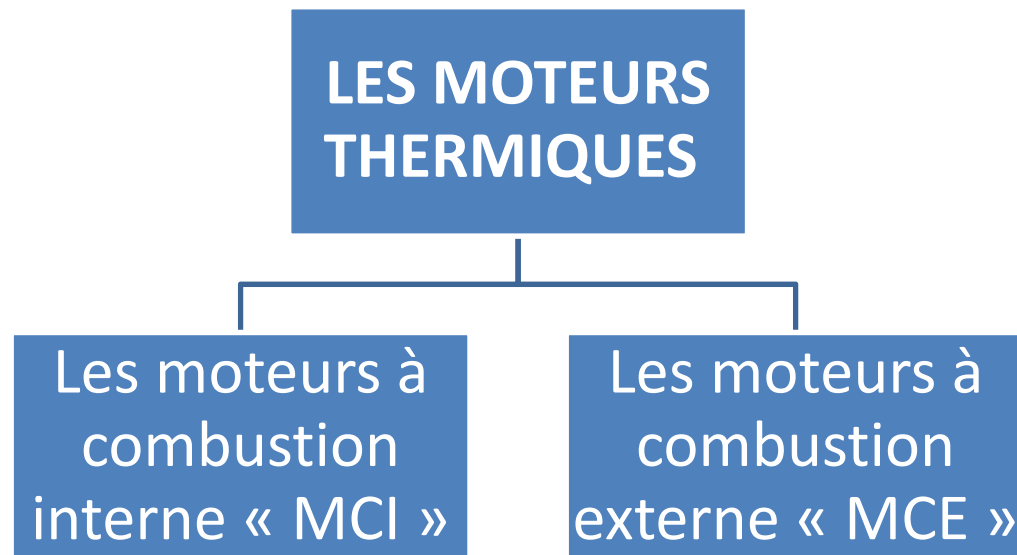 LES MOTEURS
THERMIQUES
Les moteurs à
combustion
interne « MCI »
Les moteurs à
combustion
externe « MCE »